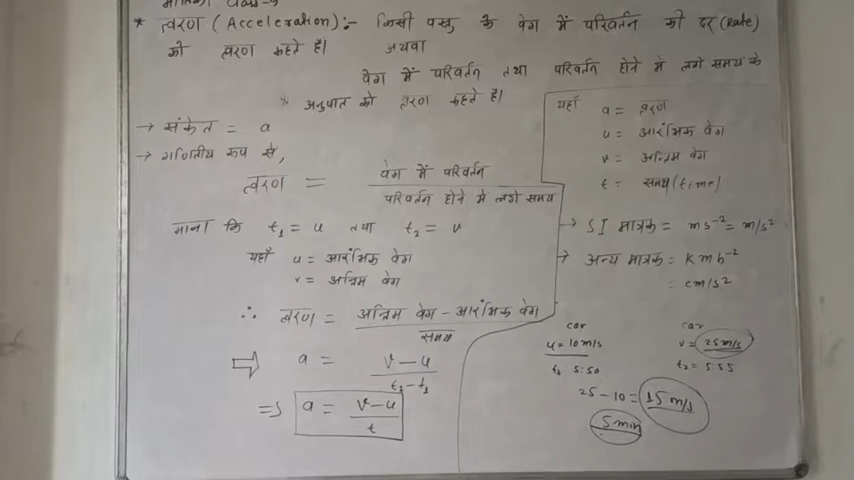 भौतिकी Class-9
* त्वरण (Acceleration):- किसी वस्तु के वेग में परिवर्तन की दर (Rate)
को त्वरण कहते हैं। अथवा
वेग में परिवर्तन तथा परिवर्तन होने में लगे समय के
अनुपात को त्वरण कहते हैं।
→ संकेत = a
→ गणितीय रूप से,
त्वरण = वेग में परिवर्तन
परिवर्तन होने में लगे समय
माना कि t₁ = u तथा t₂ = v
यहाँ u = आरंभिक वेग
v = अन्तिम वेग
∴ त्वरण = अन्तिम वेग - आरंभिक वेग
समय
⇨ a = v - u
t₂ - t₁
⇒ a = v - u
t
यहाँ a = त्वरण
u = आरंभिक वेग
v = अन्तिम वेग
t = समय (time)
→ SI मात्रक = ms⁻² = m/s²
→ अन्य मात्रक = Kmh⁻²
= cm/s²
car
u = 10 m/s
t₁ 5:50
car
v = 25 m/s
t₂ = 5 55
25 - 10 = 15 m/s
5 min